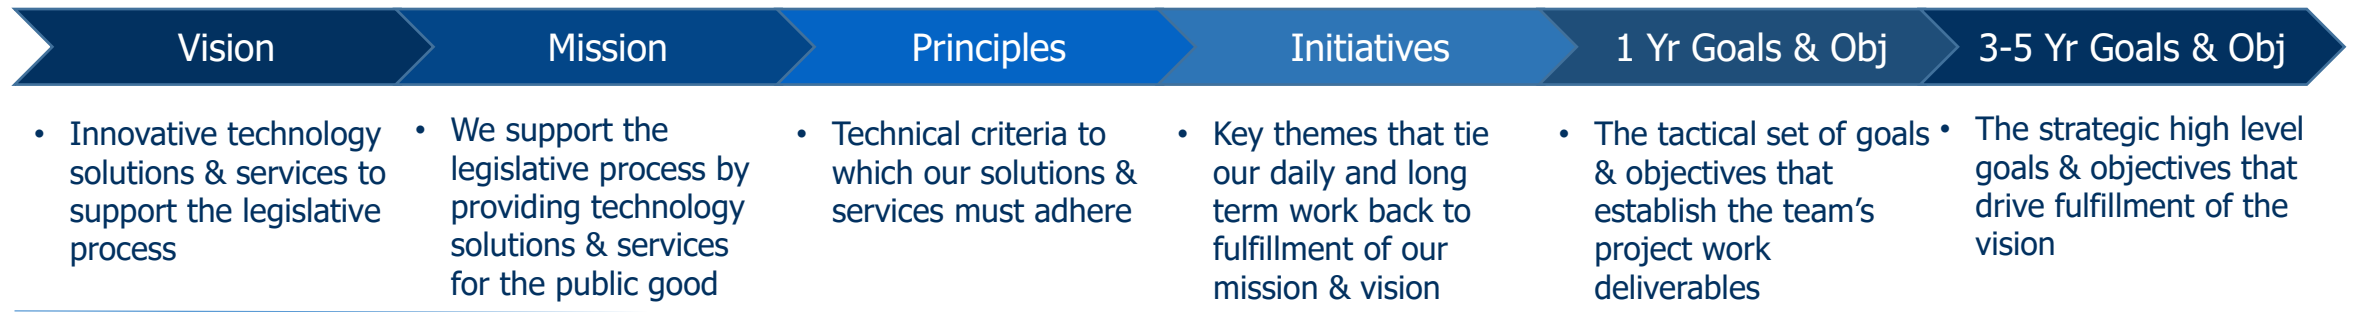 Vision
Mission
Principles
Initiatives
1 Yr Goals & Obj
3-5 Yr Goals & Obj
• Innovative technology
solutions & services to
support the legislative
process
• We support the
legislative process by
providing technology
solutions & services
for the public good
• Technical criteria to
which our solutions &
services must adhere
• Key themes that tie
our daily and long
term work back to
fulfillment of our
mission & vision
• The tactical set of goals
& objectives that
establish the team’s
project work
deliverables
• The strategic high level
goals & objectives that
drive fulfillment of the
vision